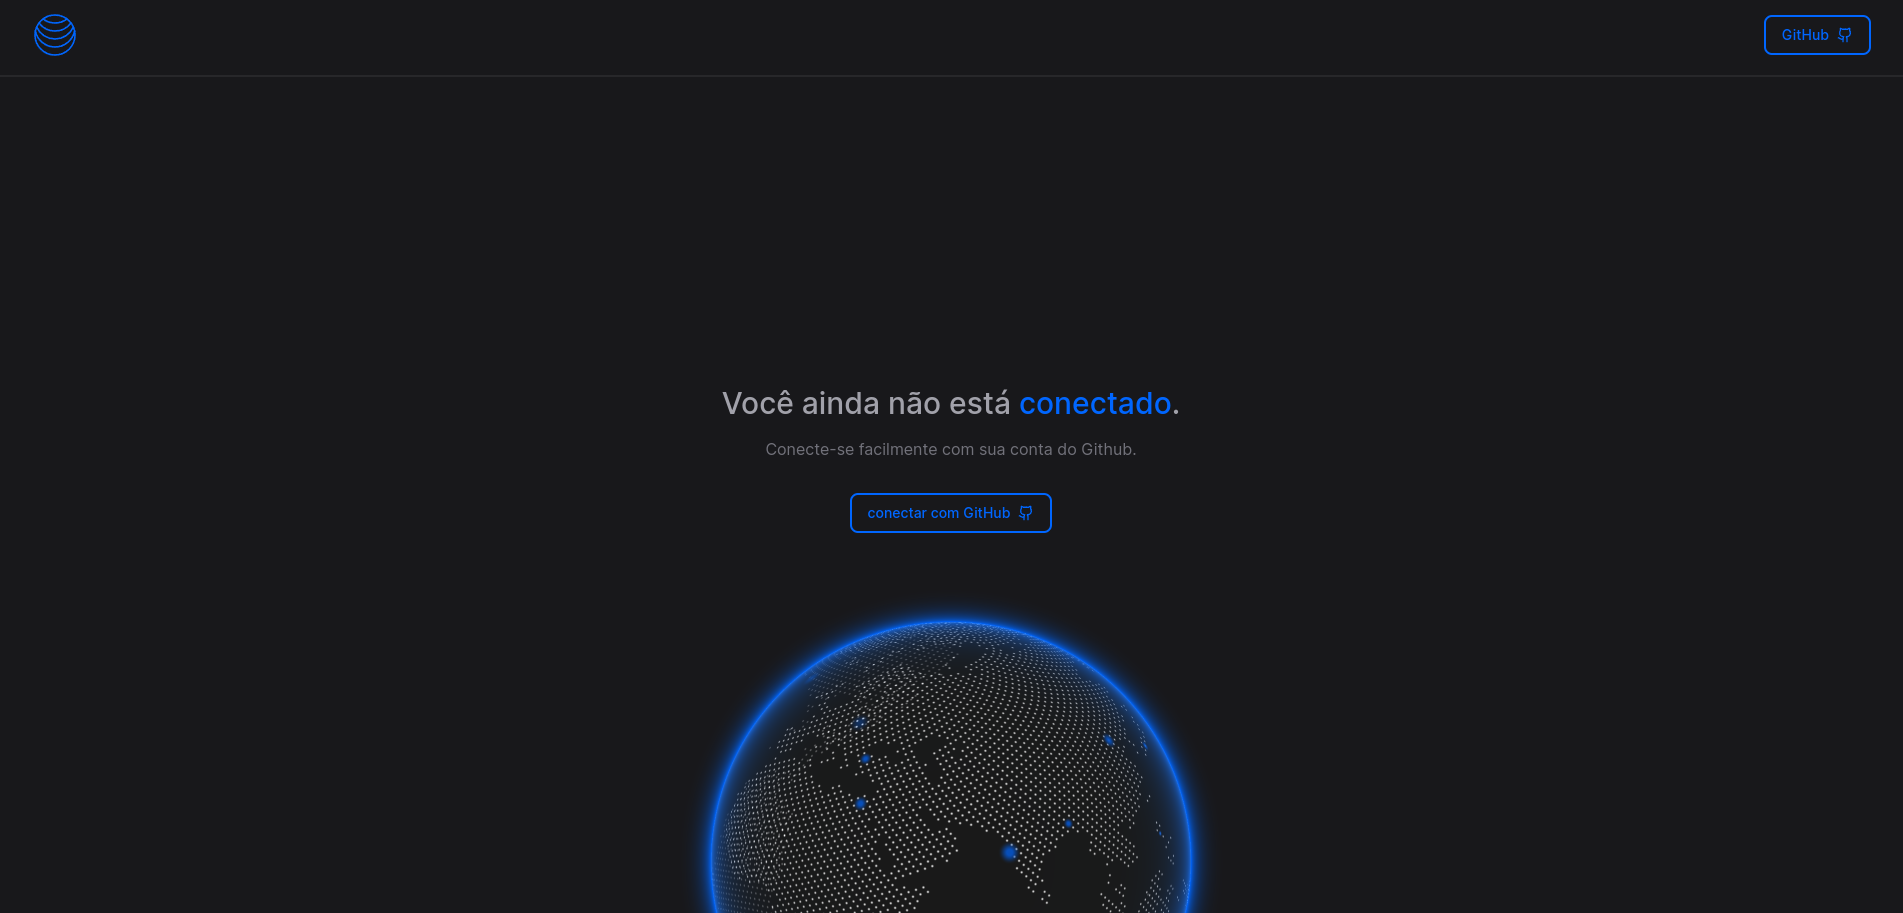 GitHub
Você ainda não está conectado.
Conecte-se facilmente com sua conta do Github.
conectar com GitHub